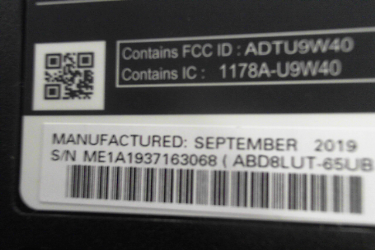 Contains FCC ID : ADTU9W40
Contains IC : 1178A-U9W40
MANUFACTURED: SEPTEMBER 2019
S/N ME1A1937163068 ( ABD8LUT-65UB